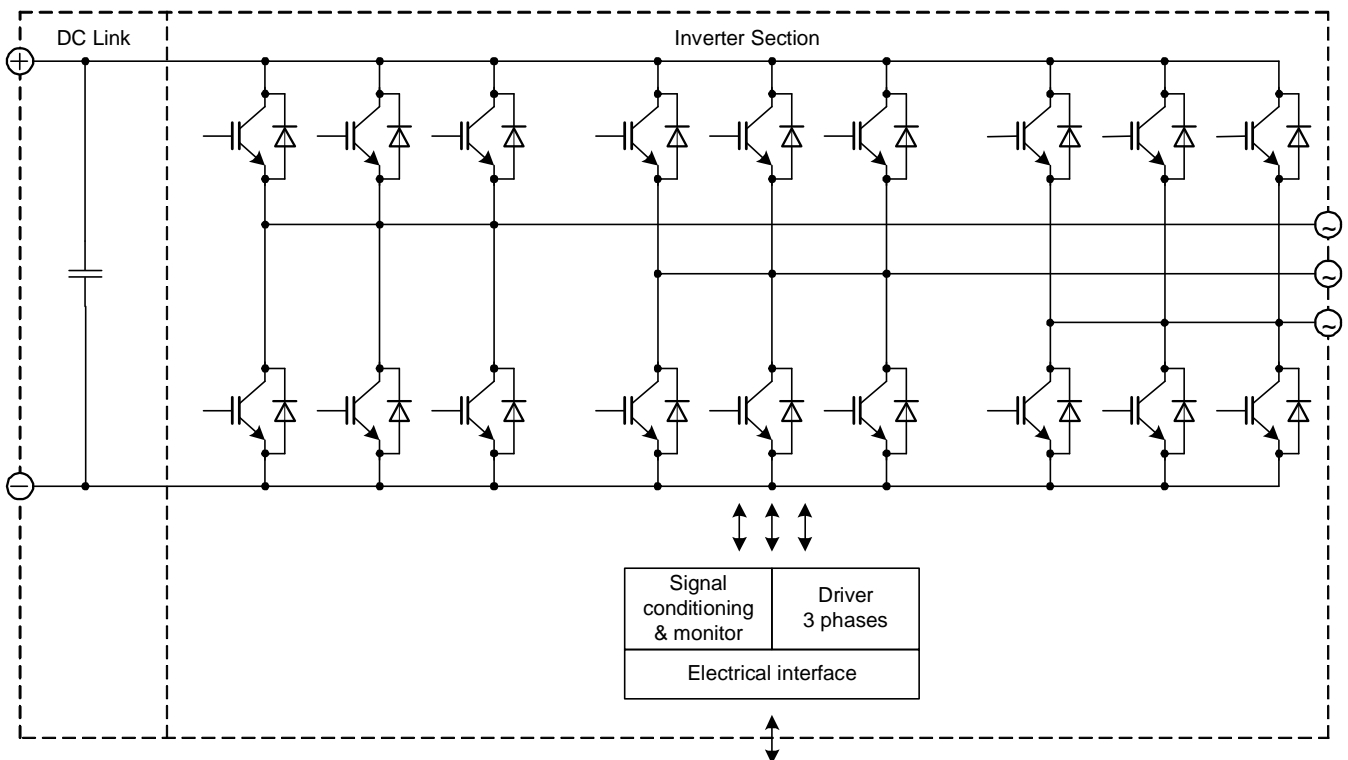 DC Link
Inverter Section
+
~
~
~
−
Signal
conditioning
& monitor
Driver
3 phases
Electrical interface